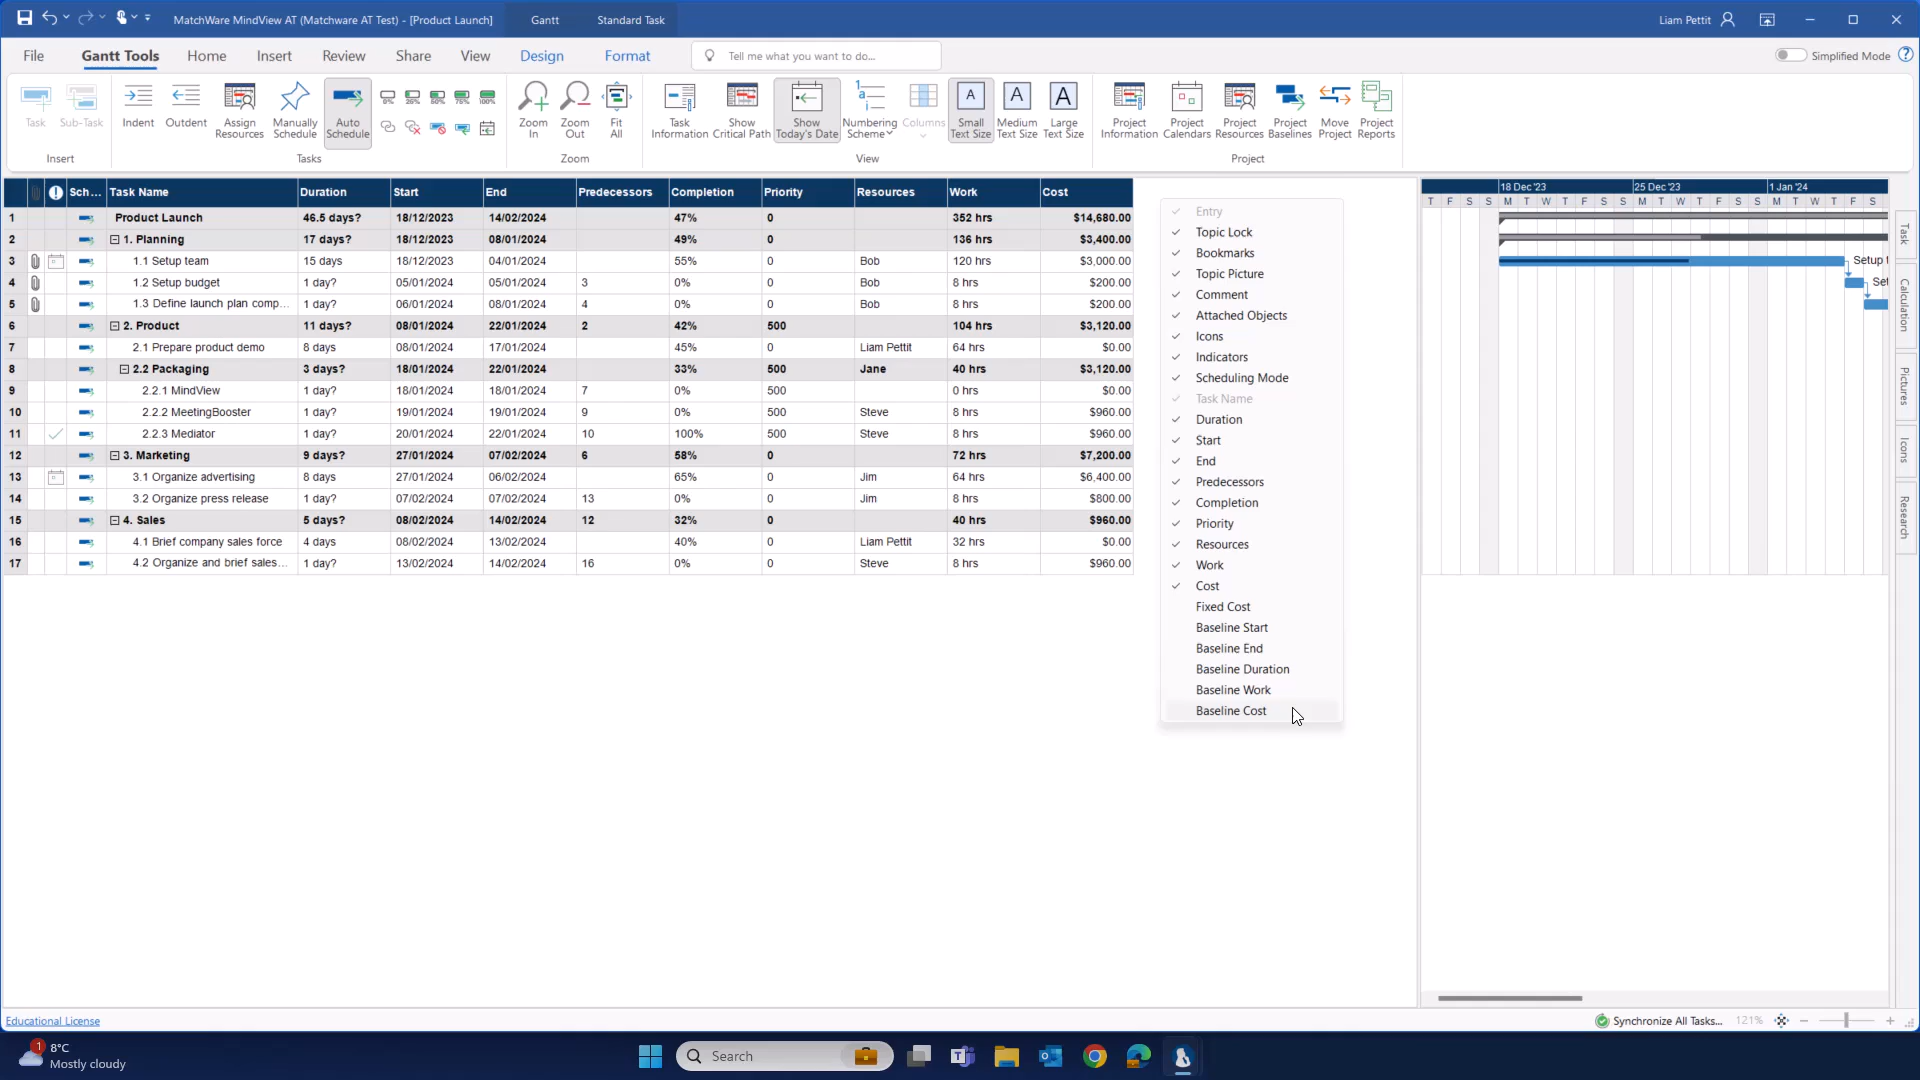 MatchWare MindView AT (Matchware AT Test) - [Product Launch]
Gantt
Standard Task
Liam Pettit
File
Gantt Tools
Home
Insert
Review
Share
View
Design
Format
Tell me what you want to do...
Simplified Mode
Task
Sub-Task
Insert
Indent
Outdent
Assign Resources
Manually Schedule
Auto Schedule
0%
25%
50%
75%
100%
Tasks
Zoom In
Zoom Out
Fit All
Zoom
Task Information
Show Critical Path
Show Today's Date
Numbering Scheme
Columns
Small Text Size
Medium Text Size
Large Text Size
View
Project Information
Project Calendars
Project Resources
Project Baselines
Move Project
Project Reports
Project
Sch... Task Name Duration Start End Predecessors Completion Priority Resources Work Cost
1 Product Launch 46.5 days? 18/12/2023 14/02/2024 47% 0 352 hrs $14,680.00
2 1. Planning 17 days? 18/12/2023 08/01/2024 49% 0 136 hrs $3,400.00
3 1.1 Setup team 15 days 18/12/2023 04/01/2024 55% 0 Bob 120 hrs $3,000.00
4 1.2 Setup budget 1 day? 05/01/2024 05/01/2024 3 0% 0 Bob 8 hrs $200.00
5 1.3 Define launch plan comp... 1 day? 06/01/2024 08/01/2024 4 0% 0 Bob 8 hrs $200.00
6 2. Product 11 days? 08/01/2024 22/01/2024 2 42% 500 104 hrs $3,120.00
7 2.1 Prepare product demo 8 days 08/01/2024 17/01/2024 45% 0 Liam Pettit 64 hrs $0.00
8 2.2 Packaging 3 days? 18/01/2024 22/01/2024 33% 500 Jane 40 hrs $3,120.00
9 2.2.1 MindView 1 day? 18/01/2024 18/01/2024 7 0% 500 0 hrs $0.00
10 2.2.2 MeetingBooster 1 day? 19/01/2024 19/01/2024 9 0% 500 Steve 8 hrs $960.00
11 2.2.3 Mediator 1 day? 20/01/2024 22/01/2024 10 100% 500 Steve 8 hrs $960.00
12 3. Marketing 9 days? 27/01/2024 07/02/2024 6 58% 0 72 hrs $7,200.00
13 3.1 Organize advertising 8 days 27/01/2024 06/02/2024 65% 0 Jim 64 hrs $6,400.00
14 3.2 Organize press release 1 day? 07/02/2024 07/02/2024 13 0% 0 Jim 8 hrs $800.00
15 4. Sales 5 days? 08/02/2024 14/02/2024 12 32% 0 40 hrs $960.00
16 4.1 Brief company sales force 4 days 08/02/2024 13/02/2024 40% 0 Liam Pettit 32 hrs $0.00
17 4.2 Organize and brief sales... 1 day? 13/02/2024 14/02/2024 16 0% 0 Steve 8 hrs $960.00
Entry
Topic Lock
Bookmarks
Topic Picture
Comment
Attached Objects
Icons
Indicators
Scheduling Mode
Task Name
Duration
Start
End
Predecessors
Completion
Priority
Resources
Work
Cost
Fixed Cost
Baseline Start
Baseline End
Baseline Duration
Baseline Work
Baseline Cost
18 Dec '23 25 Dec '23 1 Jan '24
T F S S M T W T F S S M T W T F S S M T W T F S
Setup t
Set
Task
Calculation
Pictures
Icons
Research
Educational License
Synchronize All Tasks...
121%
1
8°C
Mostly cloudy
Search